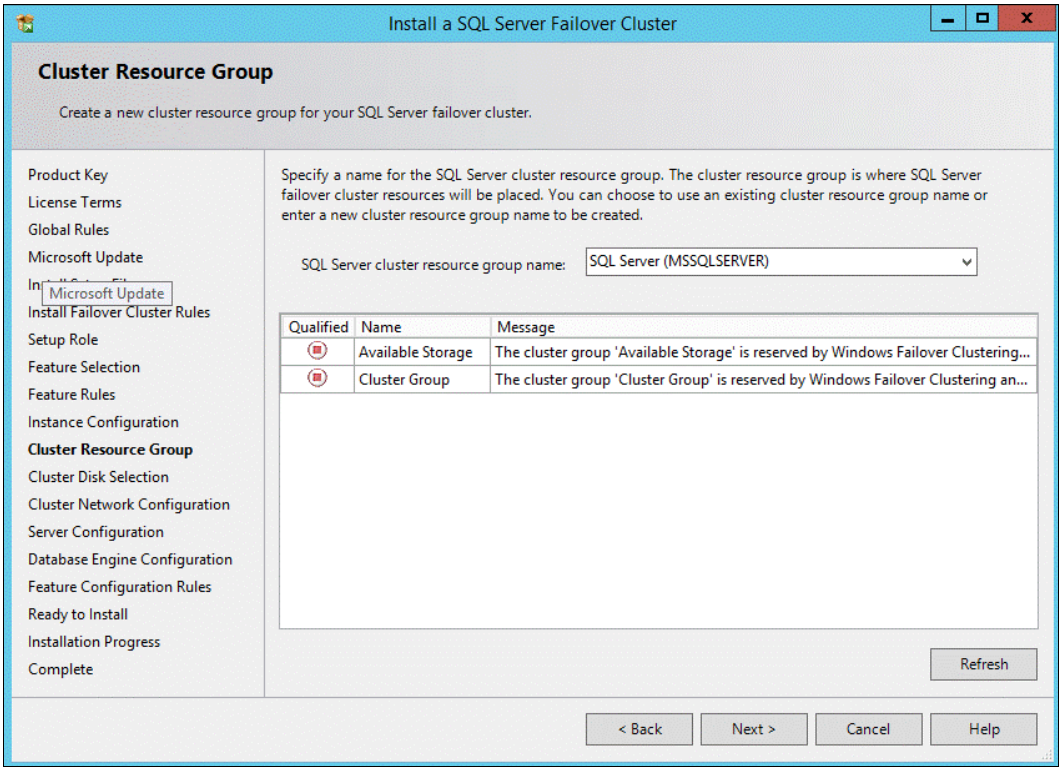 Install a SQL Server Failover Cluster
Cluster Resource Group
Create a new cluster resource group for your SQL Server failover cluster.
Product Key
License Terms
Global Rules
Microsoft Update
Microsoft Update
Install Failover Cluster Rules
Setup Role
Feature Selection
Feature Rules
Instance Configuration
Cluster Resource Group
Cluster Disk Selection
Cluster Network Configuration
Server Configuration
Database Engine Configuration
Feature Configuration Rules
Ready to Install
Installation Progress
Complete
Specify a name for the SQL Server cluster resource group. The cluster resource group is where SQL Server
failover cluster resources will be placed. You can choose to use an existing cluster resource group name or
enter a new cluster resource group name to be created.
SQL Server cluster resource group name: SQL Server (MSSQLSERVER)
Qualified Name Message
Available Storage The cluster group 'Available Storage' is reserved by Windows Failover Clustering...
Cluster Group The cluster group 'Cluster Group' is reserved by Windows Failover Clustering an...
Refresh
< Back Next > Cancel Help